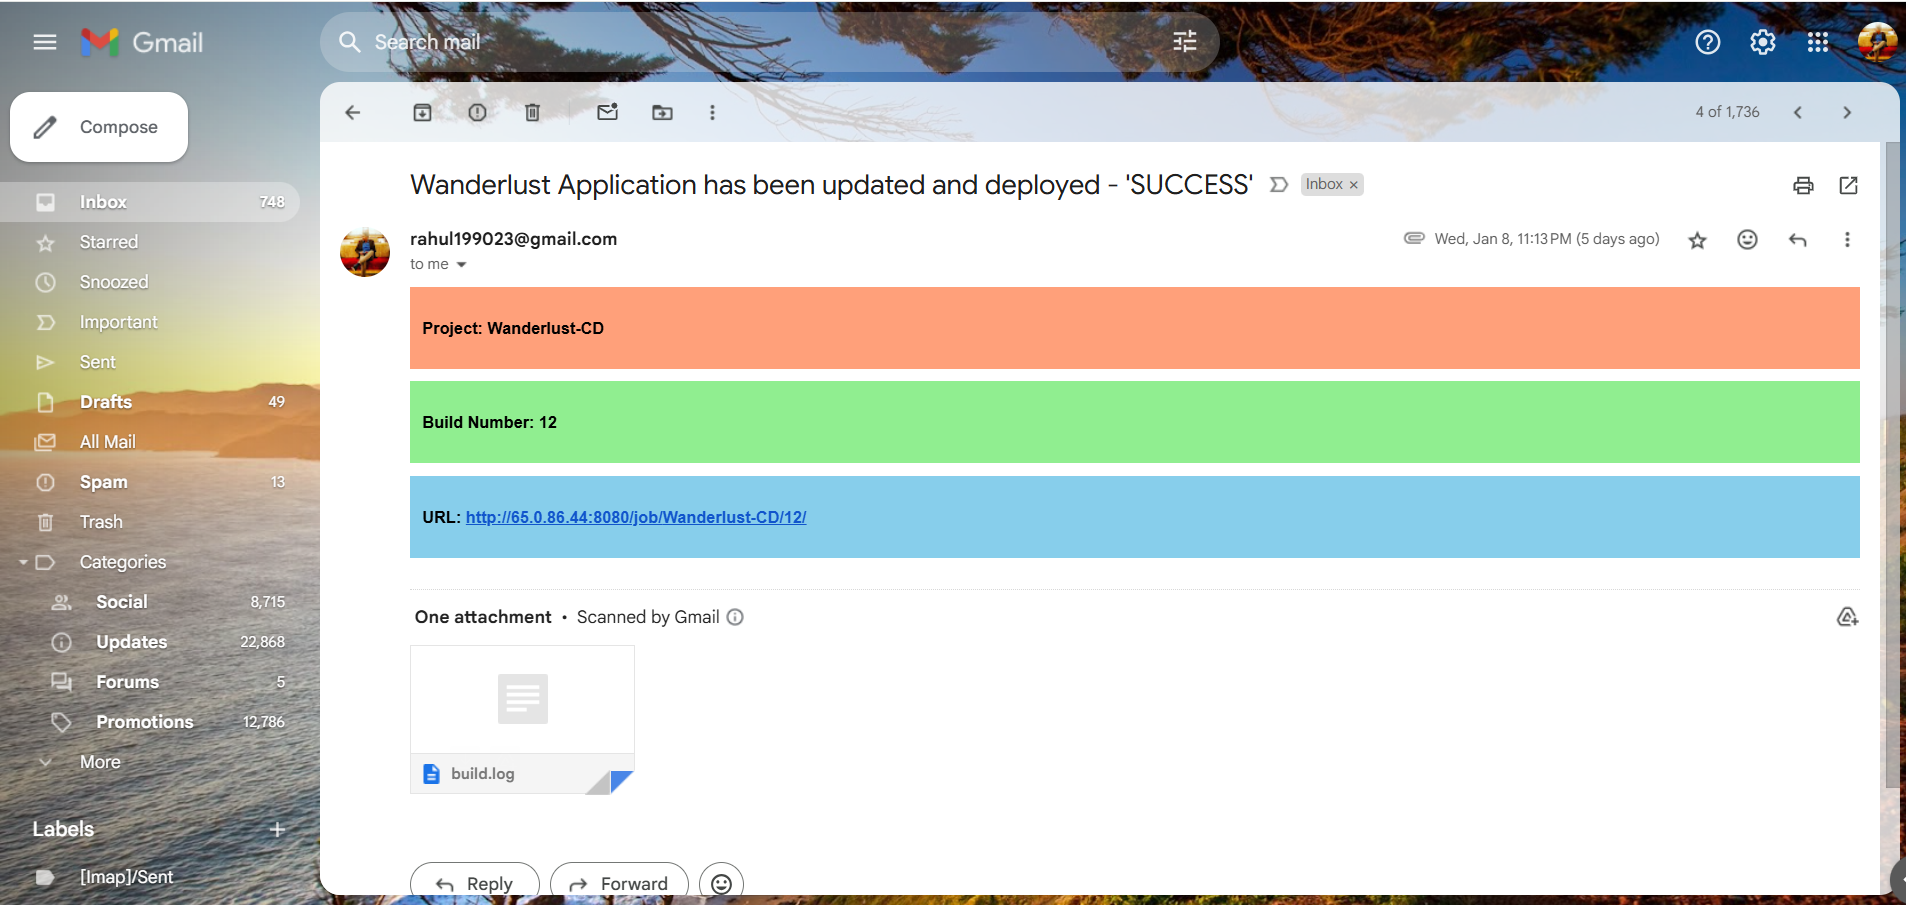 Gmail
Search mail
Compose
4 of 1,736
Inbox 748
Starred
Snoozed
Important
Sent
Drafts 49
All Mail
Spam 13
Trash
Categories
Social 8,715
Updates 22,868
Forums 5
Promotions 12,786
More
Labels
[Imap]/Sent
Wanderlust Application has been updated and deployed - 'SUCCESS' Inbox ×
rahul199023@gmail.com
Wed, Jan 8, 11:13 PM (5 days ago)
to me
Project: Wanderlust-CD
Build Number: 12
URL: http://65.0.86.44:8080/job/Wanderlust-CD/12/
One attachment • Scanned by Gmail
build.log
Reply Forward